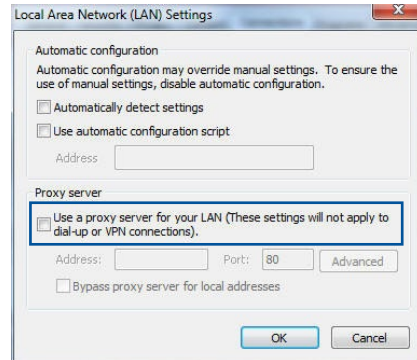 Local Area Network (LAN) Settings
Automatic configuration
Automatic configuration may override manual settings. To ensure the
use of manual settings, disable automatic configuration.
Automatically detect settings
Use automatic configuration script
Address
Proxy server
Use a proxy server for your LAN (These settings will not apply to
dial-up or VPN connections).
Address: Port: 80 Advanced
Bypass proxy server for local addresses
OK Cancel